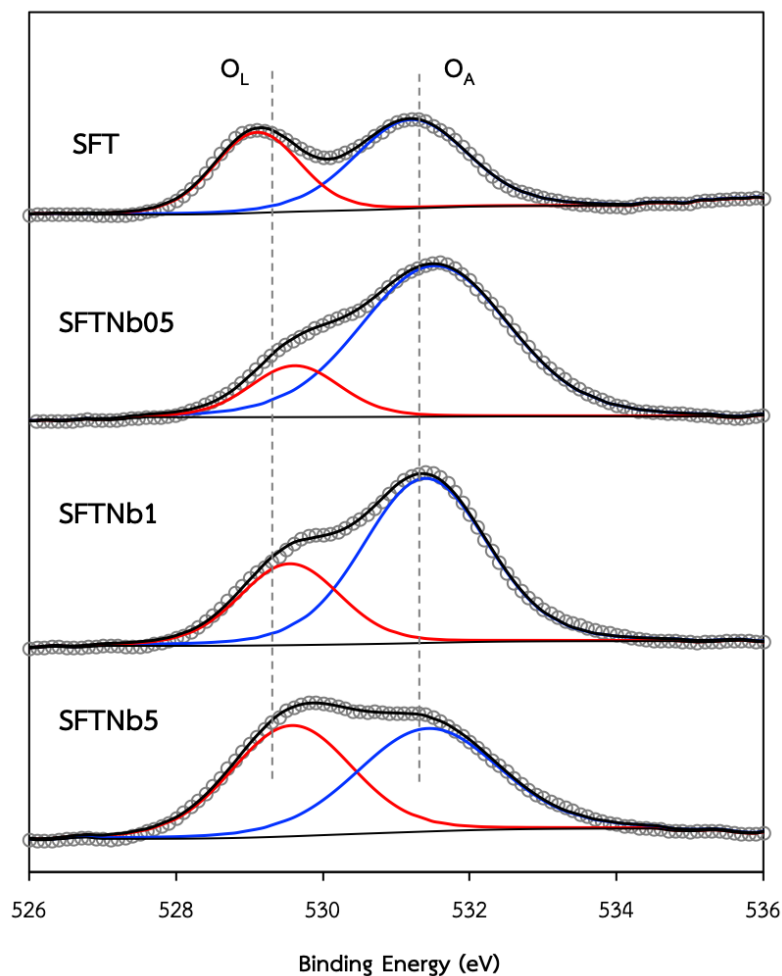 O_L O_A
SFT
SFTNb05
SFTNb1
SFTNb5
526 528 530 532 534 536
Binding Energy (eV)